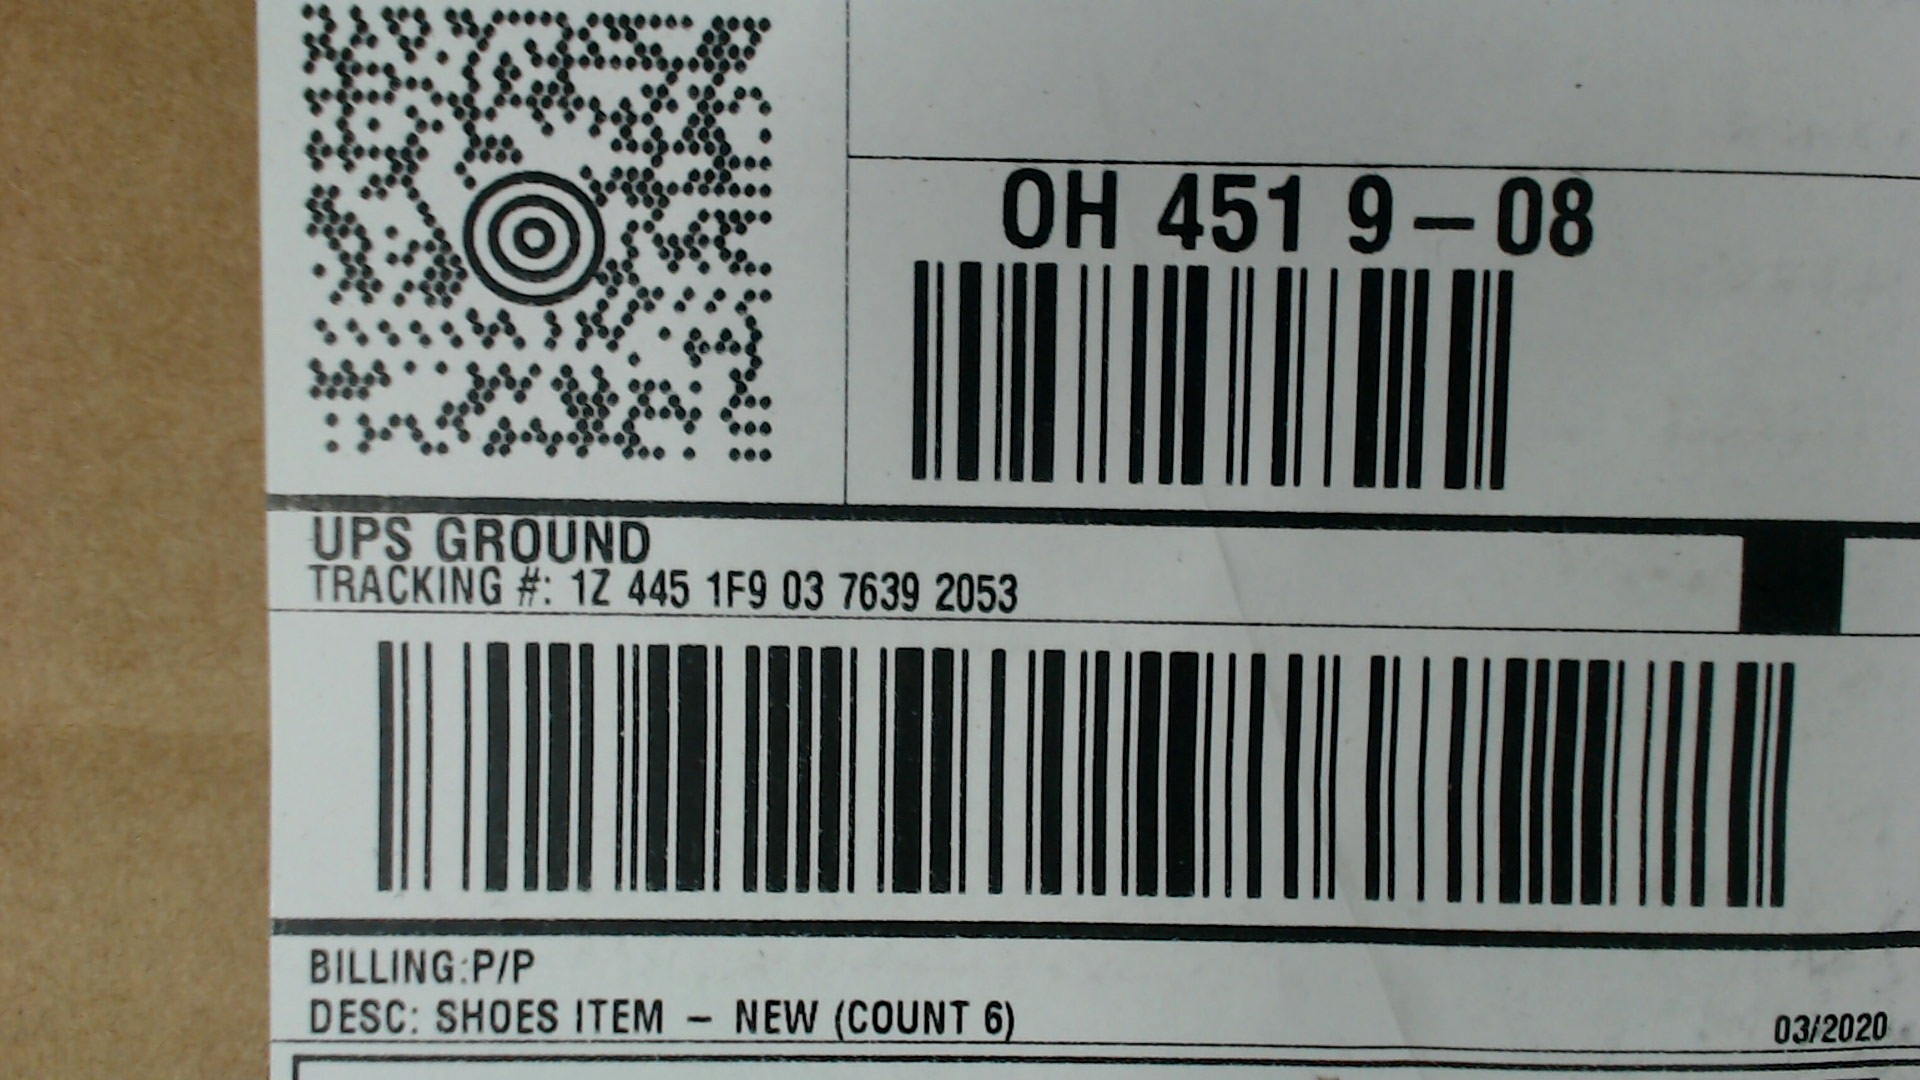 OH 451 9-08
UPS GROUND
TRACKING #: 1Z 445 1F9 03 7639 2053
BILLING:P/P
DESC: SHOES ITEM - NEW (COUNT 6)
03/2020